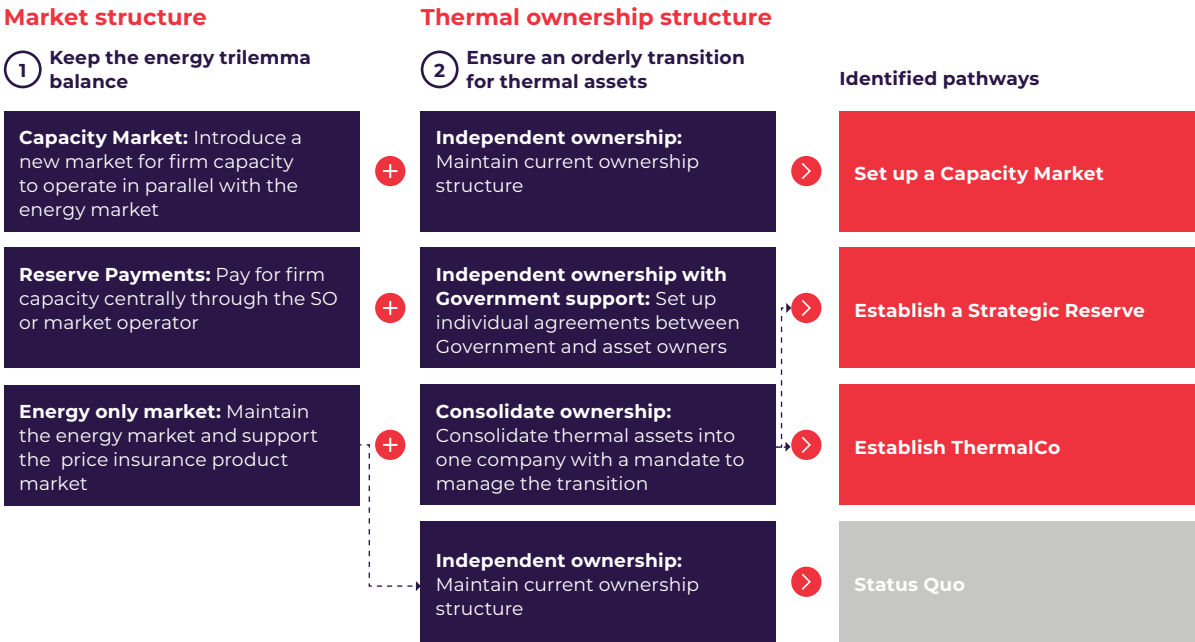 Market structure
Thermal ownership structure
1
Keep the energy trilemma
balance
2
Ensure an orderly transition
for thermal assets
Identified pathways
Capacity Market: Introduce a
new market for firm capacity
to operate in parallel with the
energy market
Independent ownership:
Maintain current ownership
structure
Set up a Capacity Market
Reserve Payments: Pay for firm
capacity centrally through the SO
or market operator
Independent ownership with
Government support: Set up
individual agreements between
Government and asset owners
Establish a Strategic Reserve
Energy only market: Maintain
the energy market and support
the price insurance product
market
Consolidate ownership:
Consolidate thermal assets into
one company with a mandate to
manage the transition
Establish ThermalCo
Independent ownership:
Maintain current ownership
structure
Status Quo